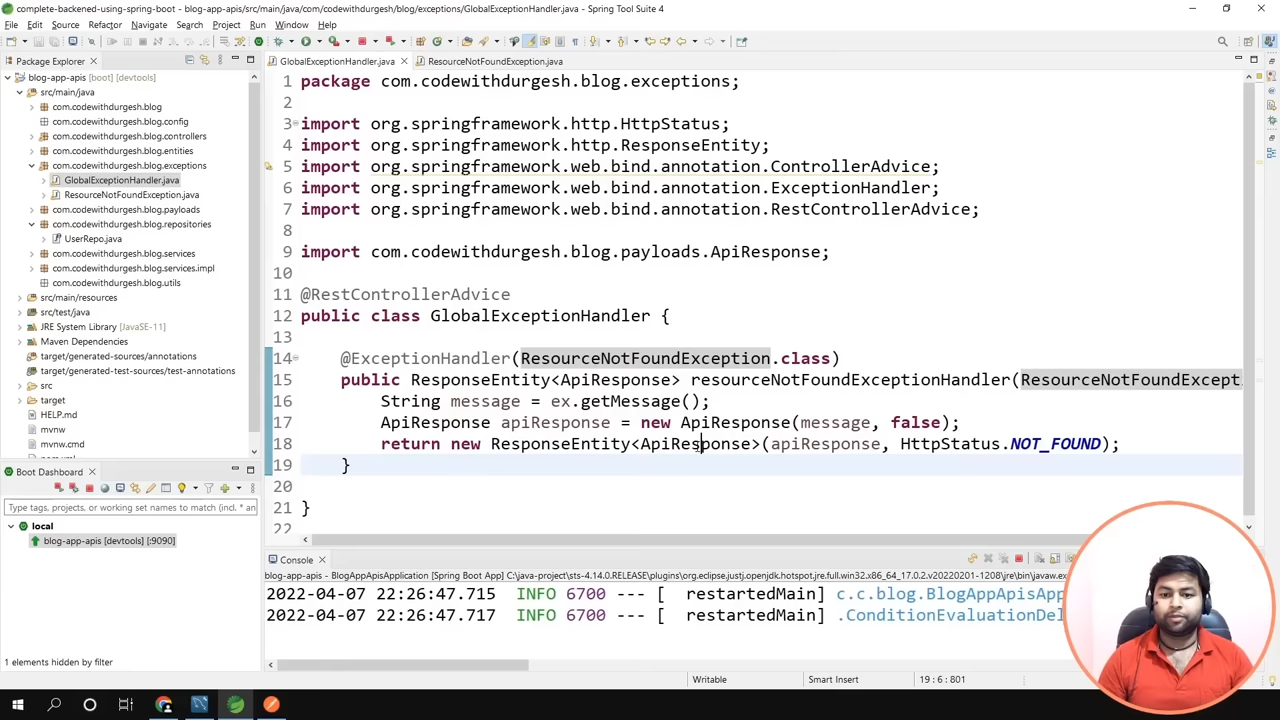 complete-backened-using-spring-boot - blog-app-apis/src/main/java/com/codewithdurgesh/blog/exceptions/GlobalExceptionHandler.java - Spring Tool Suite 4
File Edit Source Refactor Navigate Search Project Run Window Help
Package Explorer
GlobalExceptionHandler.java
ResourceNotFoundException.java
blog-app-apis [boot] [devtools]
src/main/java
com.codewithdurgesh.blog
com.codewithdurgesh.blog.config
com.codewithdurgesh.blog.controllers
com.codewithdurgesh.blog.entities
com.codewithdurgesh.blog.exceptions
GlobalExceptionHandler.java
ResourceNotFoundException.java
com.codewithdurgesh.blog.payloads
com.codewithdurgesh.blog.repositories
UserRepo.java
com.codewithdurgesh.blog.services
com.codewithdurgesh.blog.services.impl
com.codewithdurgesh.blog.utils
src/main/resources
src/test/java
JRE System Library [JavaSE-11]
Maven Dependencies
target/generated-sources/annotations
target/generated-test-sources/test-annotations
src
target
HELP.md
mvnw
mvnw.cmd
1 package com.codewithdurgesh.blog.exceptions;
2
3 import org.springframework.http.HttpStatus;
4 import org.springframework.http.ResponseEntity;
5 import org.springframework.web.bind.annotation.ControllerAdvice;
6 import org.springframework.web.bind.annotation.ExceptionHandler;
7 import org.springframework.web.bind.annotation.RestControllerAdvice;
8
9 import com.codewithdurgesh.blog.payloads.ApiResponse;
10
11 @RestControllerAdvice
12 public class GlobalExceptionHandler {
13
14 @ExceptionHandler(ResourceNotFoundException.class)
15 public ResponseEntity<ApiResponse> resourceNotFoundExceptionHandler(ResourceNotFoundExcepti
16 String message = ex.getMessage();
17 ApiResponse apiResponse = new ApiResponse(message, false);
18 return new ResponseEntity<ApiResponse>(apiResponse, HttpStatus.NOT_FOUND);
19 }
20
21 }
22
Boot Dashboard
Type tags, projects, or working set names to match (incl. * an
local
blog-app-apis [devtools] [:9090]
1 elements hidden by filter
Console
blog-app-apis - BlogAppApisApplication [Spring Boot App] C:\java-project\sts-4.14.0.RELEASE\plugins\org.eclipse.justj.openjdk.hotspot.jre.full.win32.x86_64_17.0.2.v20220201-1208\jre\bin\javaw.ex
2022-04-07 22:26:47.715 INFO 6700 --- [ restartedMain] c.c.blog.BlogAppApisApp
2022-04-07 22:26:47.717 INFO 6700 --- [ restartedMain] .ConditionEvaluationDel
Writable
Smart Insert
19 : 6 : 801